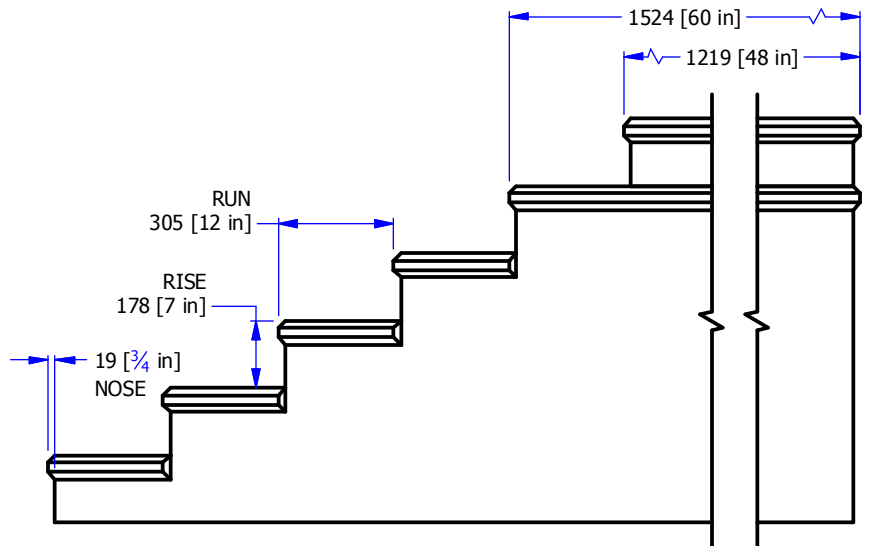 1524 [60 in]
1219 [48 in]
RUN
305 [12 in]
RISE
178 [7 in]
19 [¾ in]
NOSE